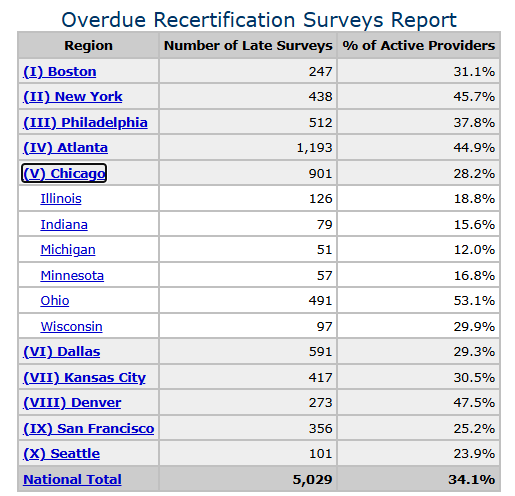 Overdue Recertification Surveys Report
Region Number of Late Surveys % of Active Providers
(I) Boston 247 31.1%
(II) New York 438 45.7%
(III) Philadelphia 512 37.8%
(IV) Atlanta 1,193 44.9%
(V) Chicago 901 28.2%
Illinois 126 18.8%
Indiana 79 15.6%
Michigan 51 12.0%
Minnesota 57 16.8%
Ohio 491 53.1%
Wisconsin 97 29.9%
(VI) Dallas 591 29.3%
(VII) Kansas City 417 30.5%
(VIII) Denver 273 47.5%
(IX) San Francisco 356 25.2%
(X) Seattle 101 23.9%
National Total 5,029 34.1%